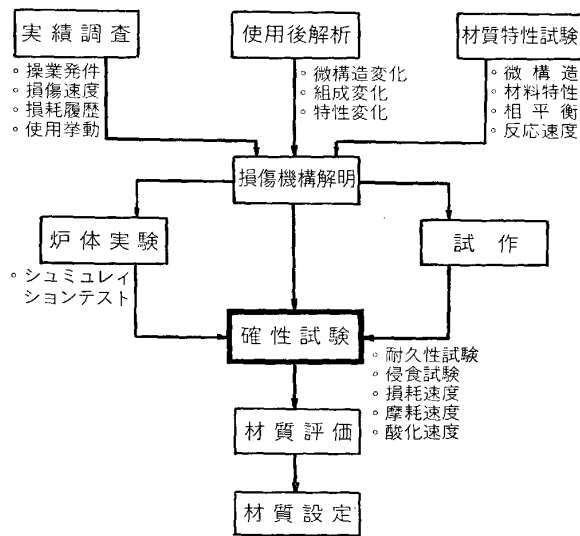 実績調査
使用後解析
材質特性試験
◦操業発件
◦損傷速度
◦損耗履歴
◦使用挙動
◦微構造変化
◦組成変化
◦特性変化
◦微構造
◦材料特性
◦相平衡
◦反応速度
損傷機構解明
炉体実験
試作
◦シュミュレィ
ションテスト
確性試験
◦耐久性試験
◦侵食試験
◦損耗速度
◦摩耗速度
◦酸化速度
材質評価
材質設定